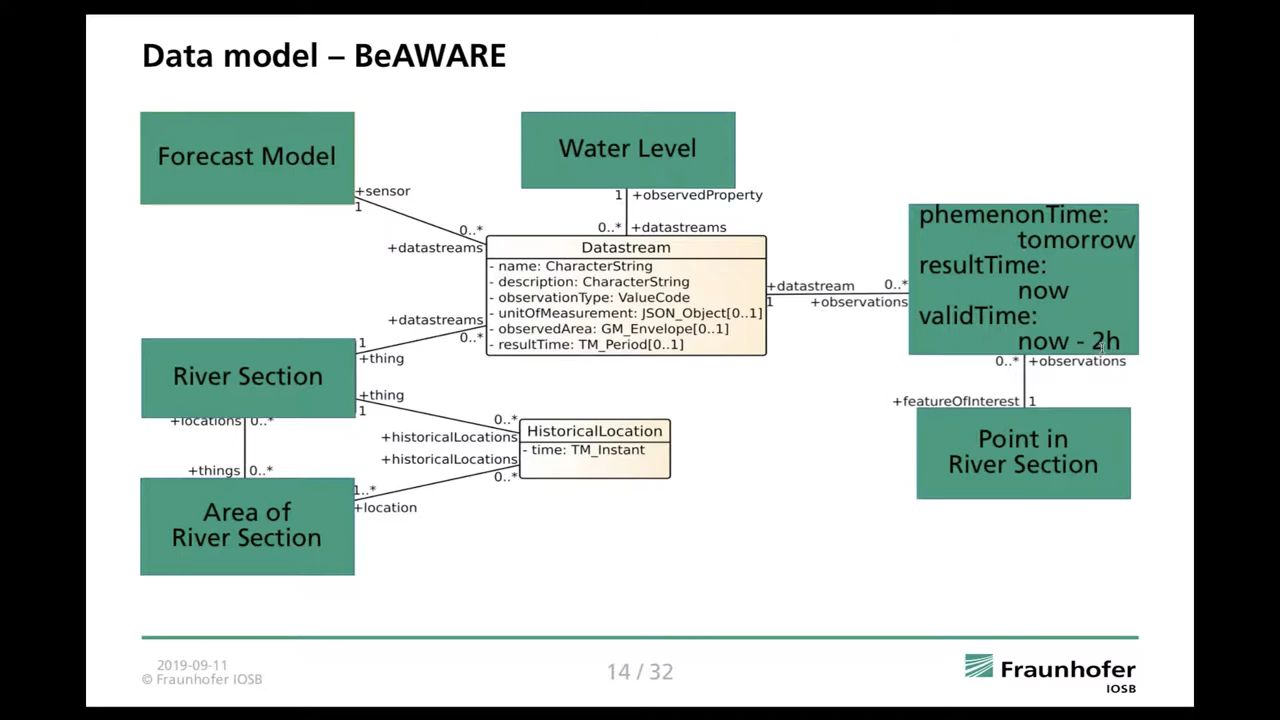 Data model – BeAWARE
Forecast Model
Water Level
+sensor
1
1
+observedProperty
0..*
+datastreams
0..*
+datastreams
phemenonTime:
tomorrow
resultTime:
now
validTime:
now - 2h
Datastream
- name: CharacterString
- description: CharacterString
- observationType: ValueCode
- unitOfMeasurement: JSON_Object[0..1]
- observedArea: GM_Envelope[0..1]
- resultTime: TM_Period[0..1]
+datastream
1
0..*
+observations
+datastreams
0..*
1
+thing
River Section
+thing
1
0..*
+observations
+featureOfInterest
1
+locations
0..*
0..*
+historicalLocations
+historicalLocations
0..*
HistoricalLocation
- time: TM_Instant
Point in
River Section
+things
0..*
1..*
+location
Area of
River Section
2019-09-11
© Fraunhofer IOSB
14 / 32
Fraunhofer
IOSB